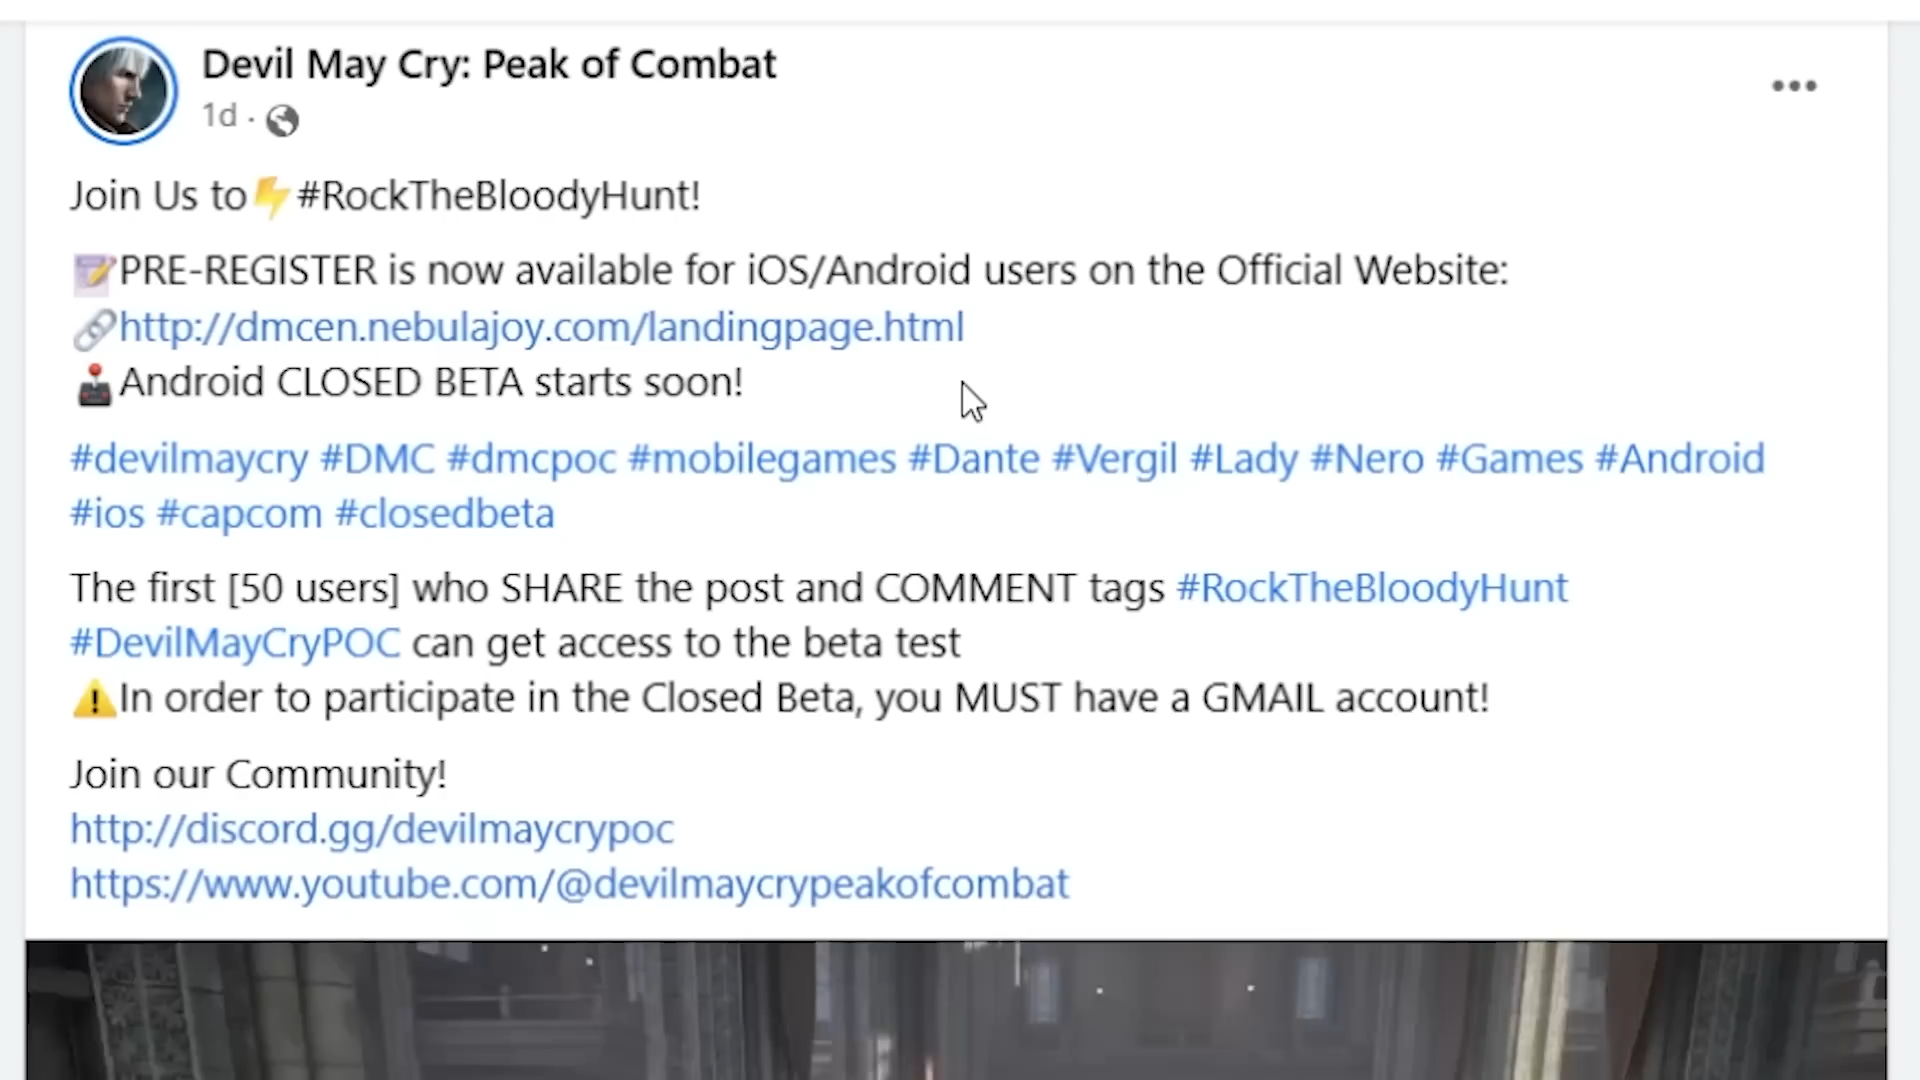 Devil May Cry: Peak of Combat
1d ·
Join Us to⚡#RockTheBloodyHunt!
📝PRE-REGISTER is now available for iOS/Android users on the Official Website:
🔗http://dmcen.nebulajoy.com/landingpage.html
🕹️Android CLOSED BETA starts soon!
#devilmaycry #DMC #dmcpoc #mobilegames #Dante #Vergil #Lady #Nero #Games #Android
#ios #capcom #closedbeta
The first [50 users] who SHARE the post and COMMENT tags #RockTheBloodyHunt
#DevilMayCryPOC can get access to the beta test
⚠️In order to participate in the Closed Beta, you MUST have a GMAIL account!
Join our Community!
http://discord.gg/devilmaycrypoc
https://www.youtube.com/@devilmaycrypeakofcombat